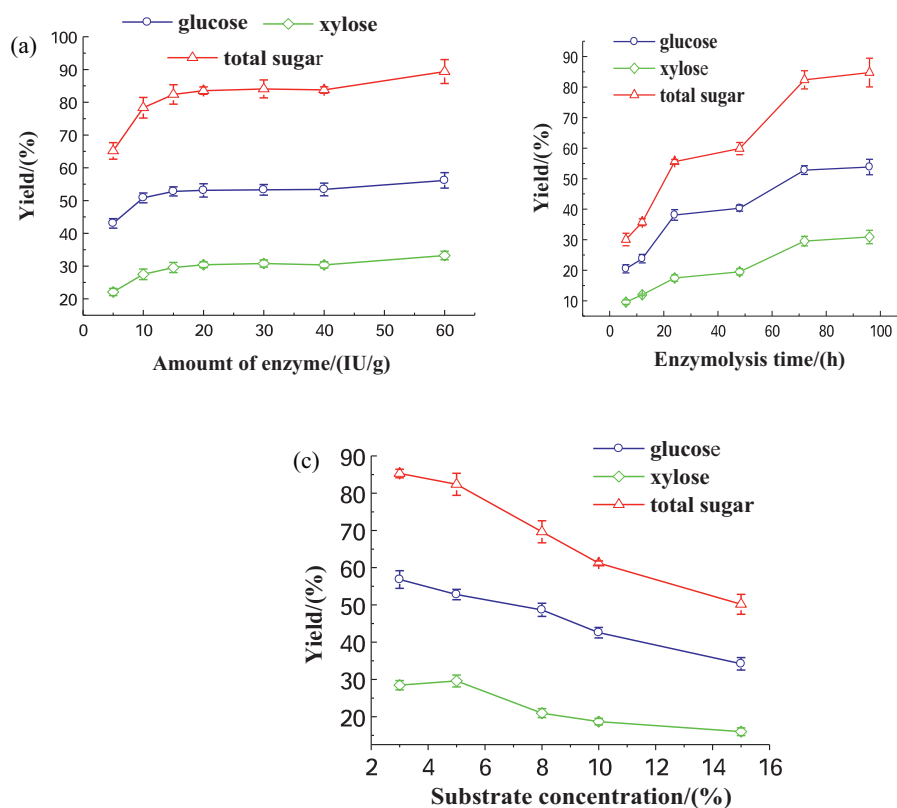 (a)
glucose
xylose
total sugar
100
90
80
70
60
50
40
30
20
Yield/(%)
0 10 20 30 40 50 60
Amoumt of enzyme/(IU/g)
glucose
xylose
total sugar
90
80
70
60
50
40
30
20
10
Yield/(%)
0 20 40 60 80 100
Enzymolysis time/(h)
(c)
glucose
xylose
total sugar
90
80
70
60
50
40
30
20
Yield/(%)
2 4 6 8 10 12 14 16
Substrate concentration/(%)